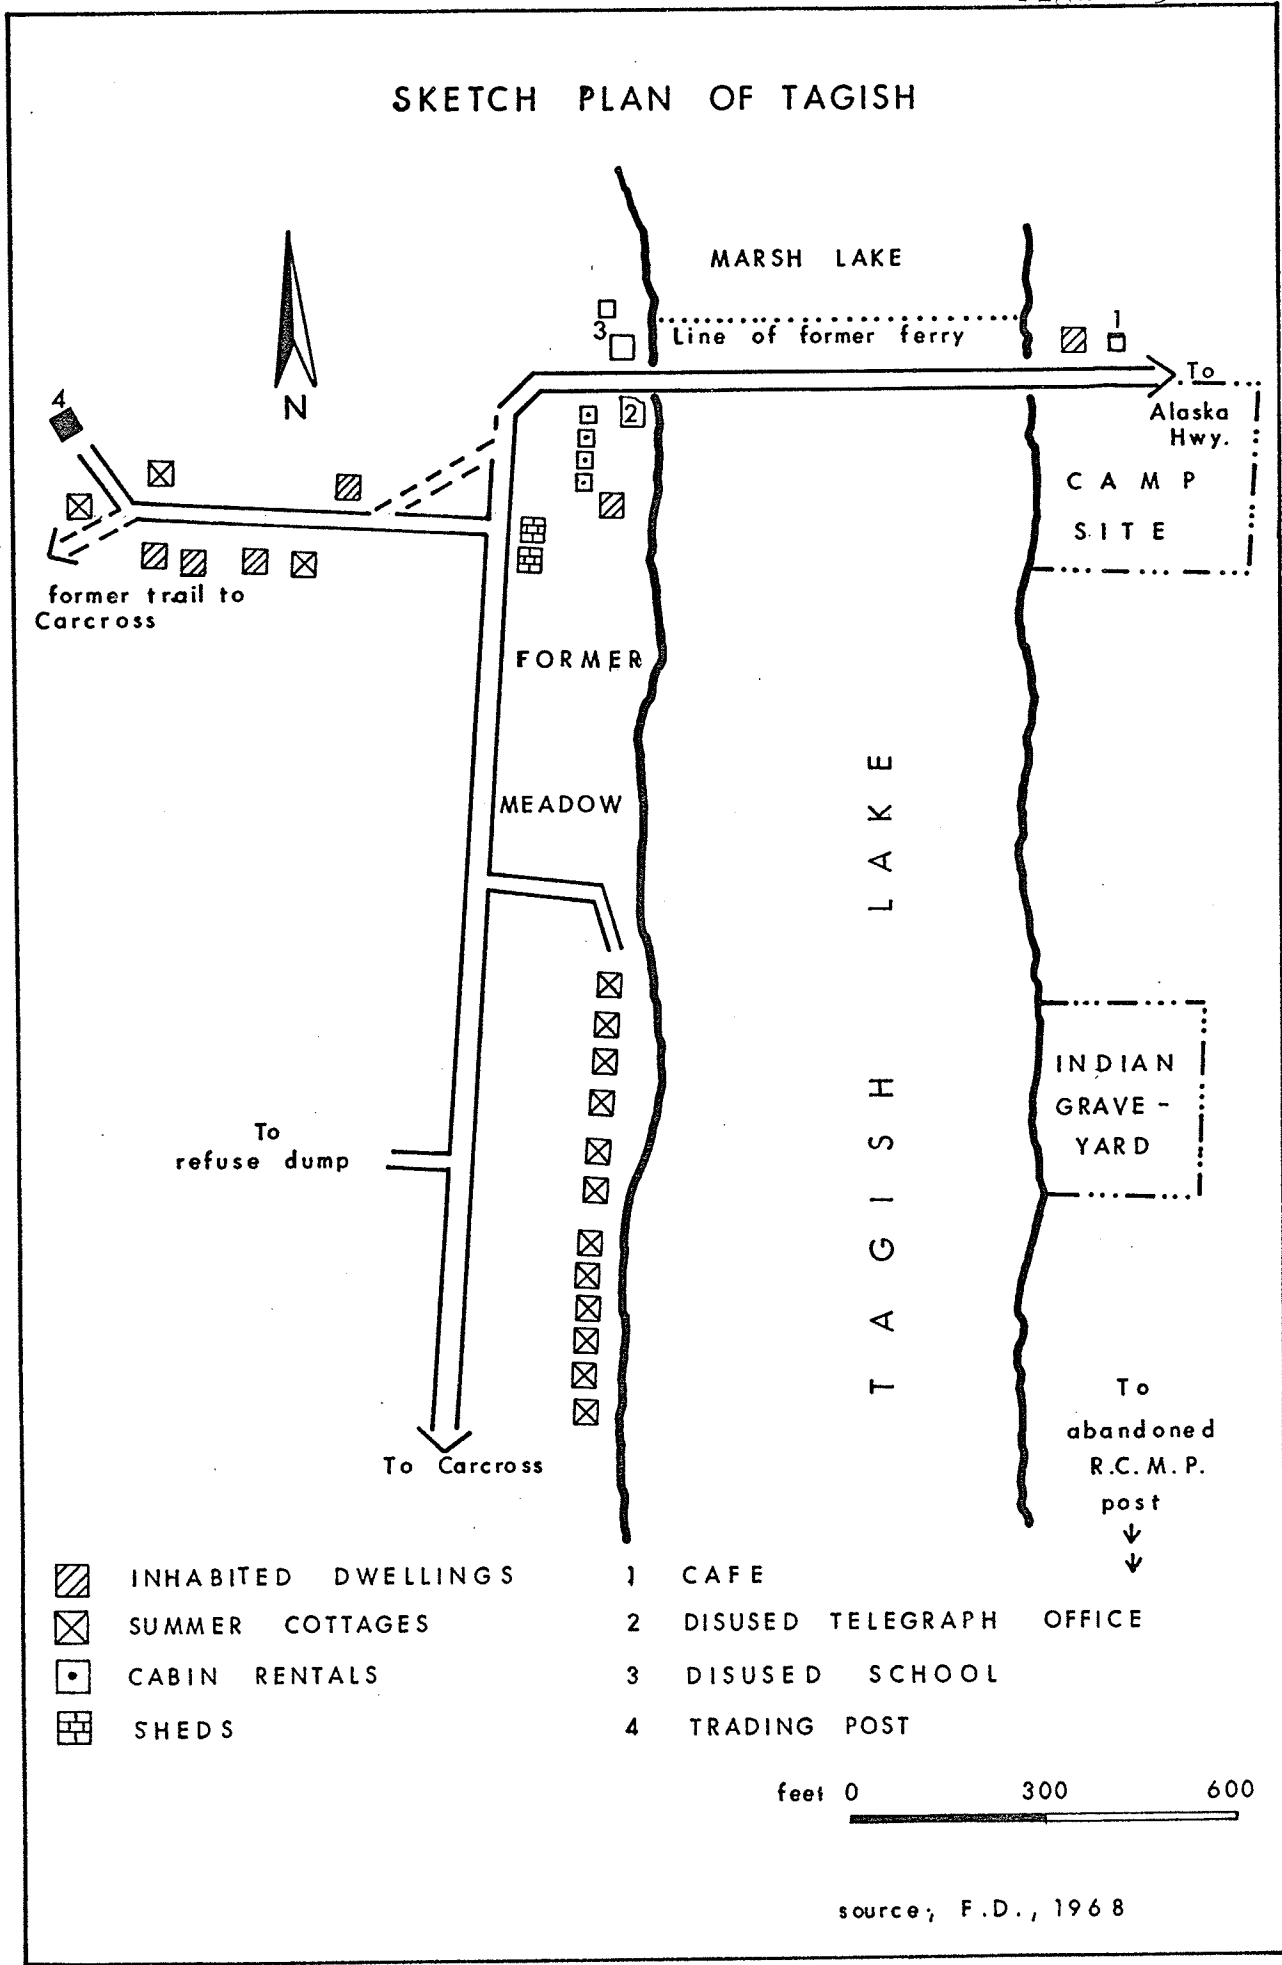 SKETCH PLAN OF TAGISH
MARSH LAKE
3
Line of former ferry
1
To
Alaska
Hwy.
N
4
2
CAMP
SITE
former trail to
Carcross
FORMER
MEADOW
TAGISH LAKE
INDIAN
GRAVE-
YARD
To
refuse dump
To
abandoned
R.C.M.P.
post
To Carcross
INHABITED DWELLINGS
SUMMER COTTAGES
CABIN RENTALS
SHEDS
1 CAFE
2 DISUSED TELEGRAPH OFFICE
3 DISUSED SCHOOL
4 TRADING POST
feet 0 300 600
source; F.D., 1968